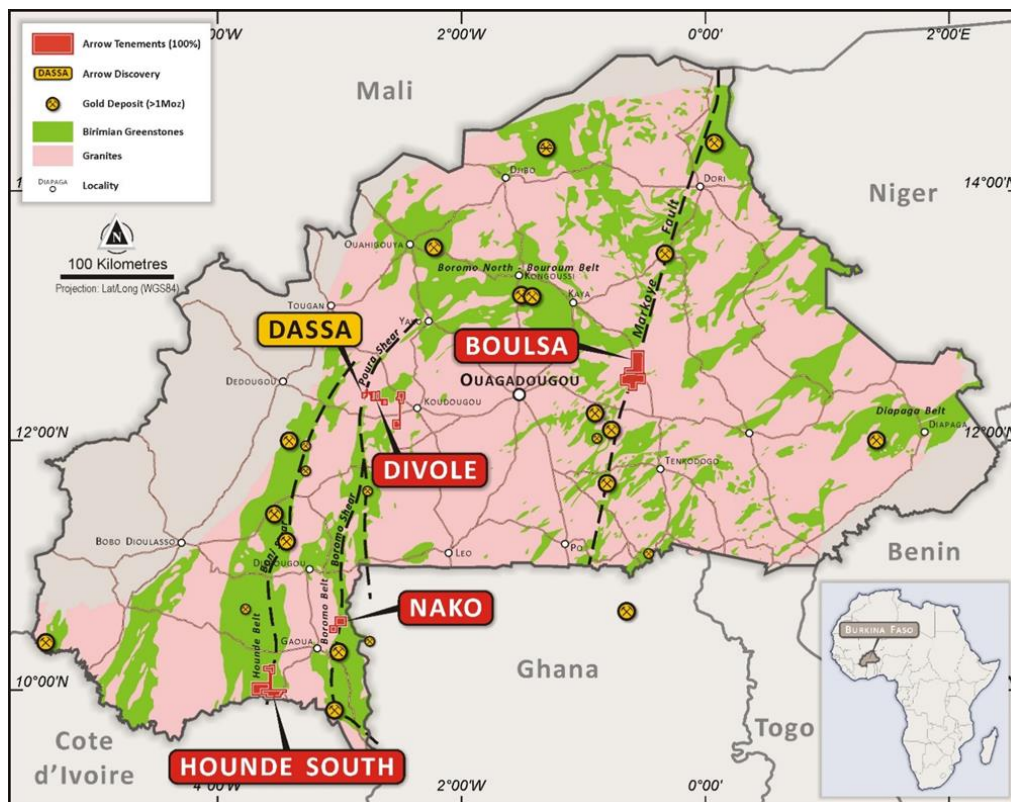 00'W
2°00'W
0°00'
2°00'E
Arrow Tenements (100%)
DASSA
Arrow Discovery
Gold Deposit (>1Moz)
Birimian Greenstones
Granites
DIAPAGA
Locality
N
100 Kilometres
Projection: Lat/Long (WGS84)
Mali
Niger
14°00'N
DJIBO
DORI
OUAHIGOUYA
Boromo North - Bouroum Belt
KONGOUSSI
KAYA
Markoye Fault
TOUGAN
DASSA
YAKO
Poura Shear
BOULSA
OUAGADOUGOU
DEDOUGOU
KOUDOUGOU
Diapaga Belt
DIAPAGA
12°00'N
12°00'N
DIVOLE
TENKODOGO
BOBO DIOULASSO
Boromo Shear
LEO
PO
Benin
Hounde Belt
Boromo Belt
NAKO
GAOUA
BURKINA FASO
10°00'N
Ghana
Togo
Cote
d'Ivoire
HOUNDE SOUTH
4°00'W
2°00'W
0°00'